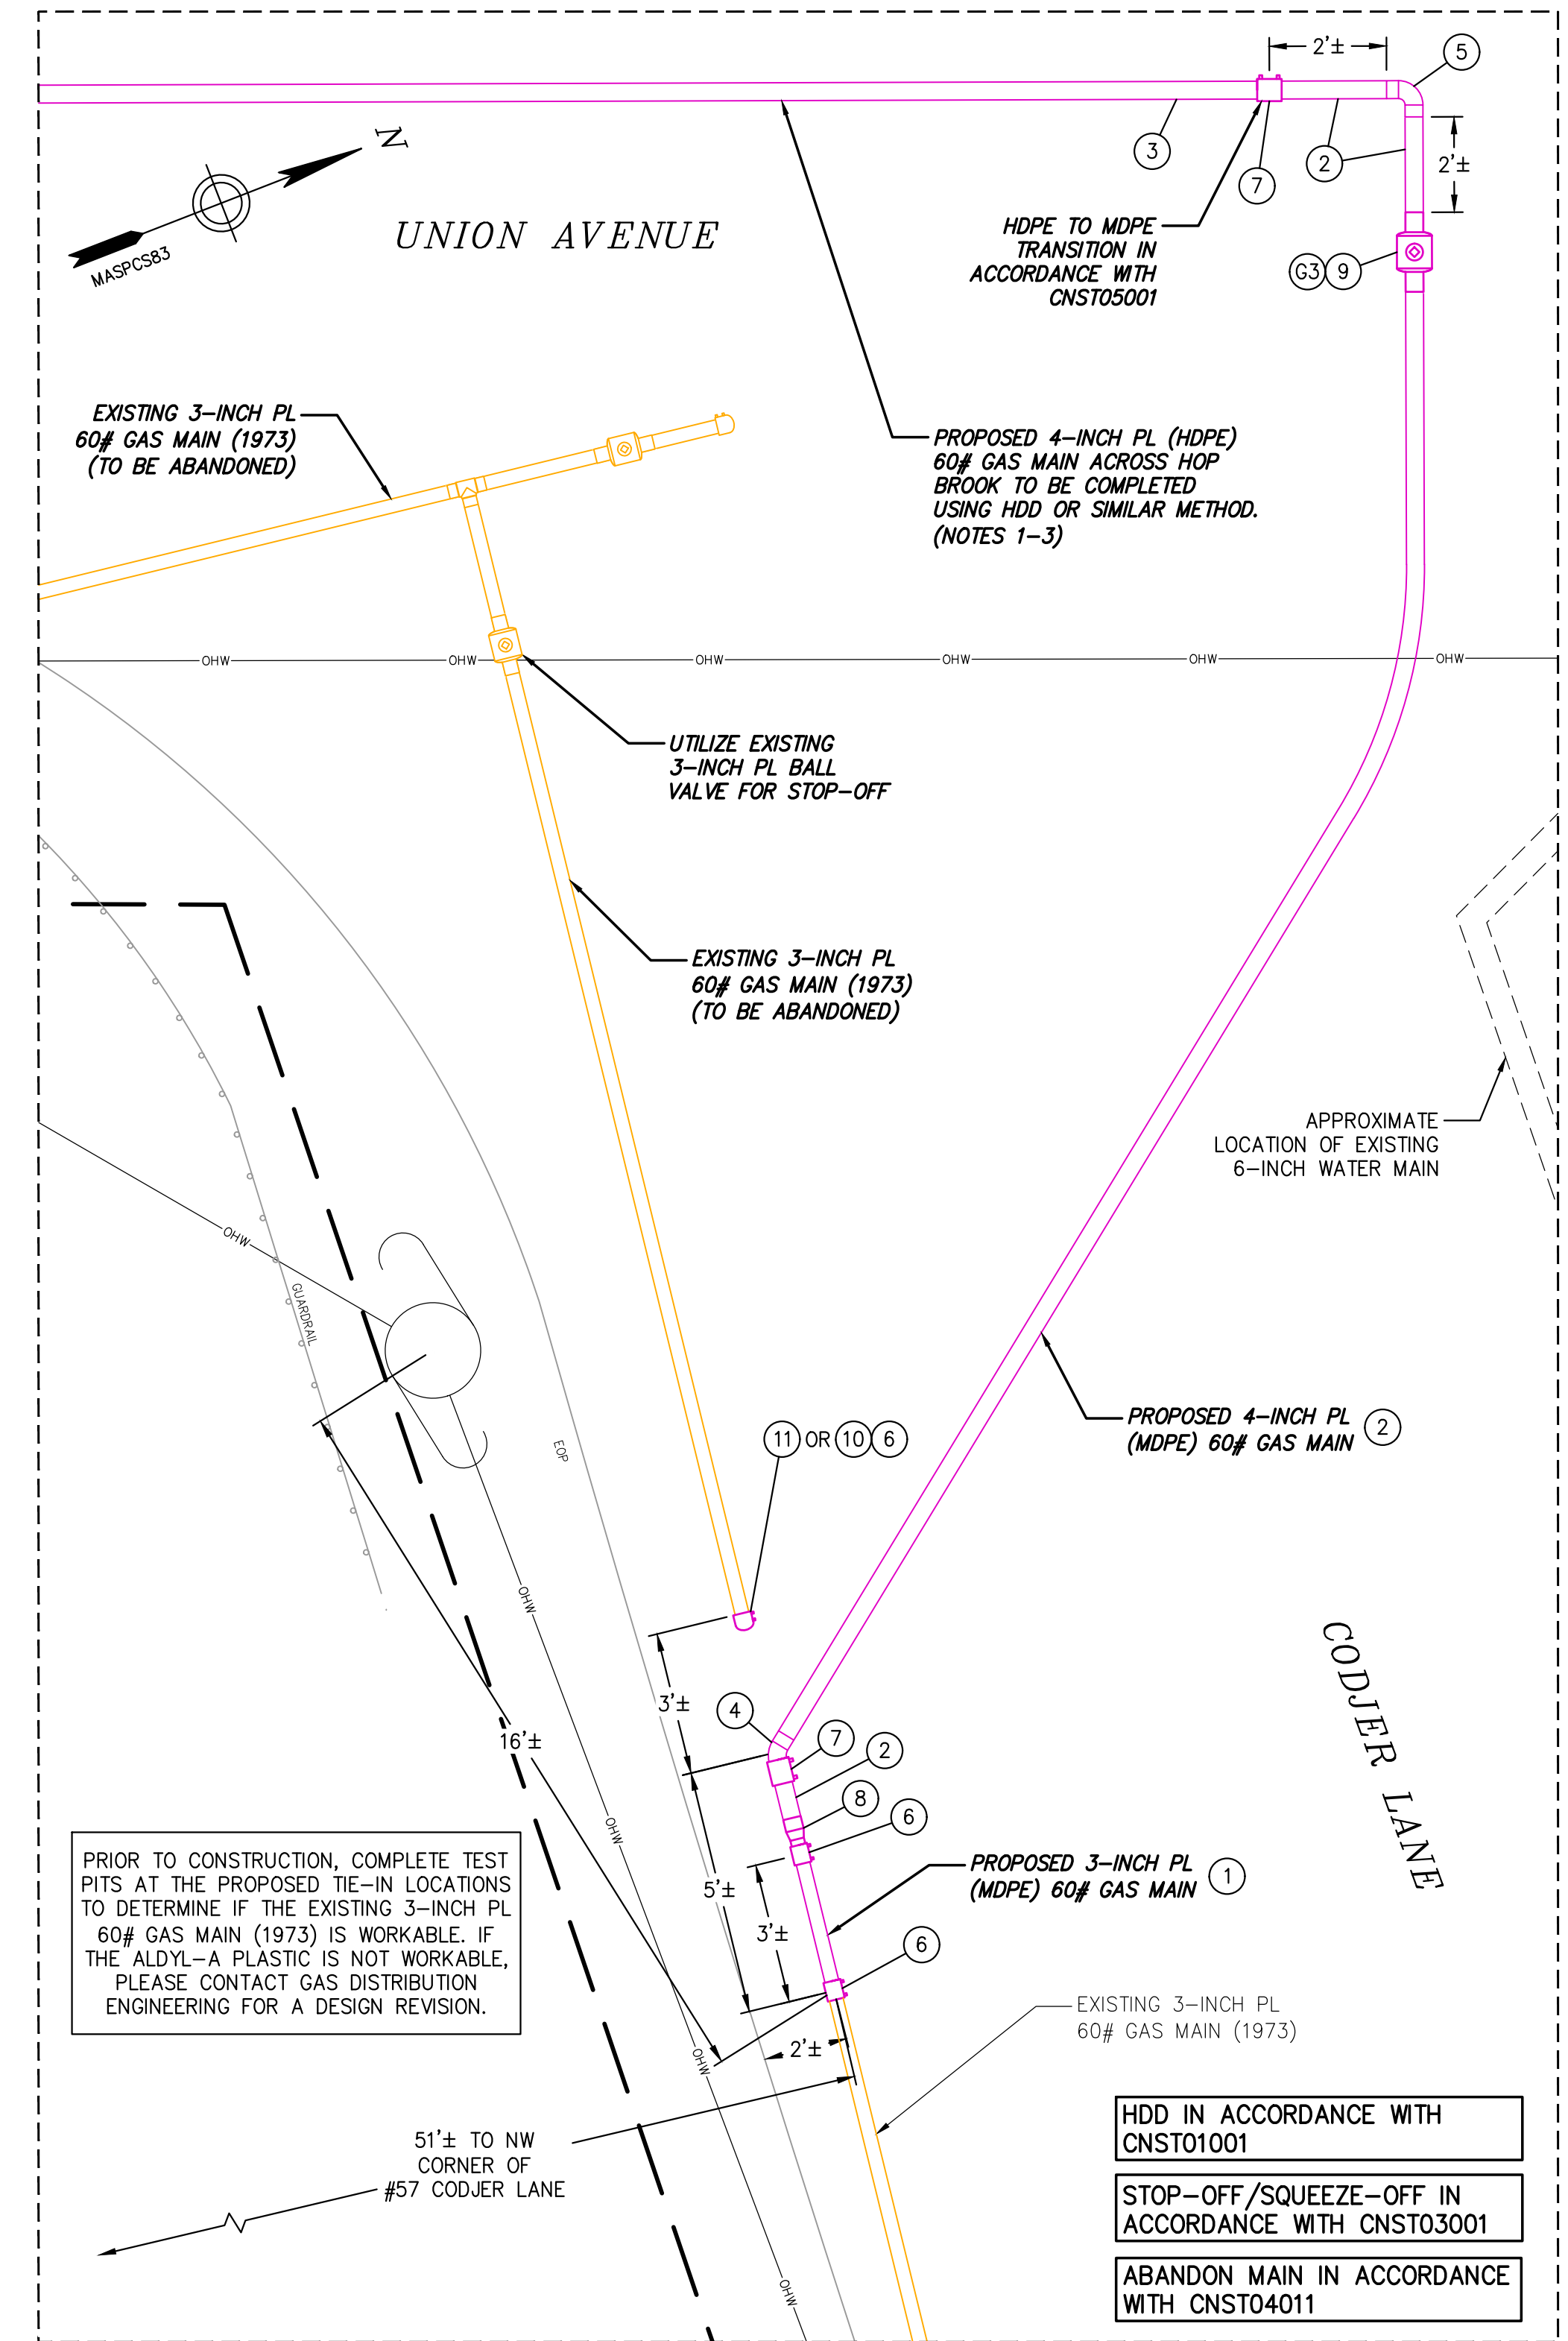 2'±
5
N
MASPCS83
UNION AVENUE
3
7
2
2'±
HDPE TO MDPE
TRANSITION IN
ACCORDANCE WITH
CNST05001
G3 9
EXISTING 3-INCH PL
60# GAS MAIN (1973)
(TO BE ABANDONED)
PROPOSED 4-INCH PL (HDPE)
60# GAS MAIN ACROSS HOP
BROOK TO BE COMPLETED
USING HDD OR SIMILAR METHOD.
(NOTES 1-3)
OHW OHW OHW OHW OHW OHW
UTILIZE EXISTING
3-INCH PL BALL
VALVE FOR STOP-OFF
EXISTING 3-INCH PL
60# GAS MAIN (1973)
(TO BE ABANDONED)
APPROXIMATE
LOCATION OF EXISTING
6-INCH WATER MAIN
OHW
GUARDRAIL
EOP
11 OR 10 6
PROPOSED 4-INCH PL
(MDPE) 60# GAS MAIN
2
OHW
CODJER LANE
3'±
4
16'±
7
2
8
6
OHW
5'±
3'±
PROPOSED 3-INCH PL
(MDPE) 60# GAS MAIN
1
6
PRIOR TO CONSTRUCTION, COMPLETE TEST
PITS AT THE PROPOSED TIE-IN LOCATIONS
TO DETERMINE IF THE EXISTING 3-INCH PL
60# GAS MAIN (1973) IS WORKABLE. IF
THE ALDYL-A PLASTIC IS NOT WORKABLE,
PLEASE CONTACT GAS DISTRIBUTION
ENGINEERING FOR A DESIGN REVISION.
EXISTING 3-INCH PL
60# GAS MAIN (1973)
2'±
OHW
51'± TO NW
CORNER OF
#57 CODJER LANE
OHW
HDD IN ACCORDANCE WITH
CNST01001
STOP-OFF/SQUEEZE-OFF IN
ACCORDANCE WITH CNST03001
ABANDON MAIN IN ACCORDANCE
WITH CNST04011